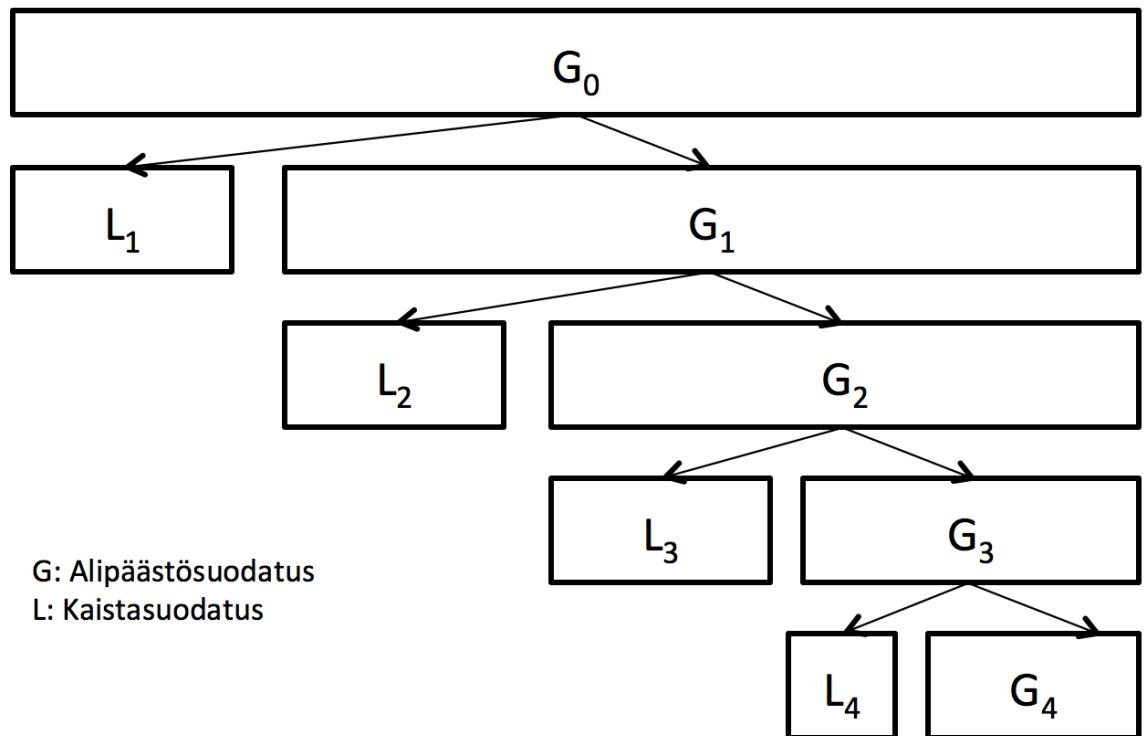 G₀
L₁ G₁
L₂ G₂
L₃ G₃
G: Alipäästösuodatus
L: Kaistasuodatus
L₄ G₄